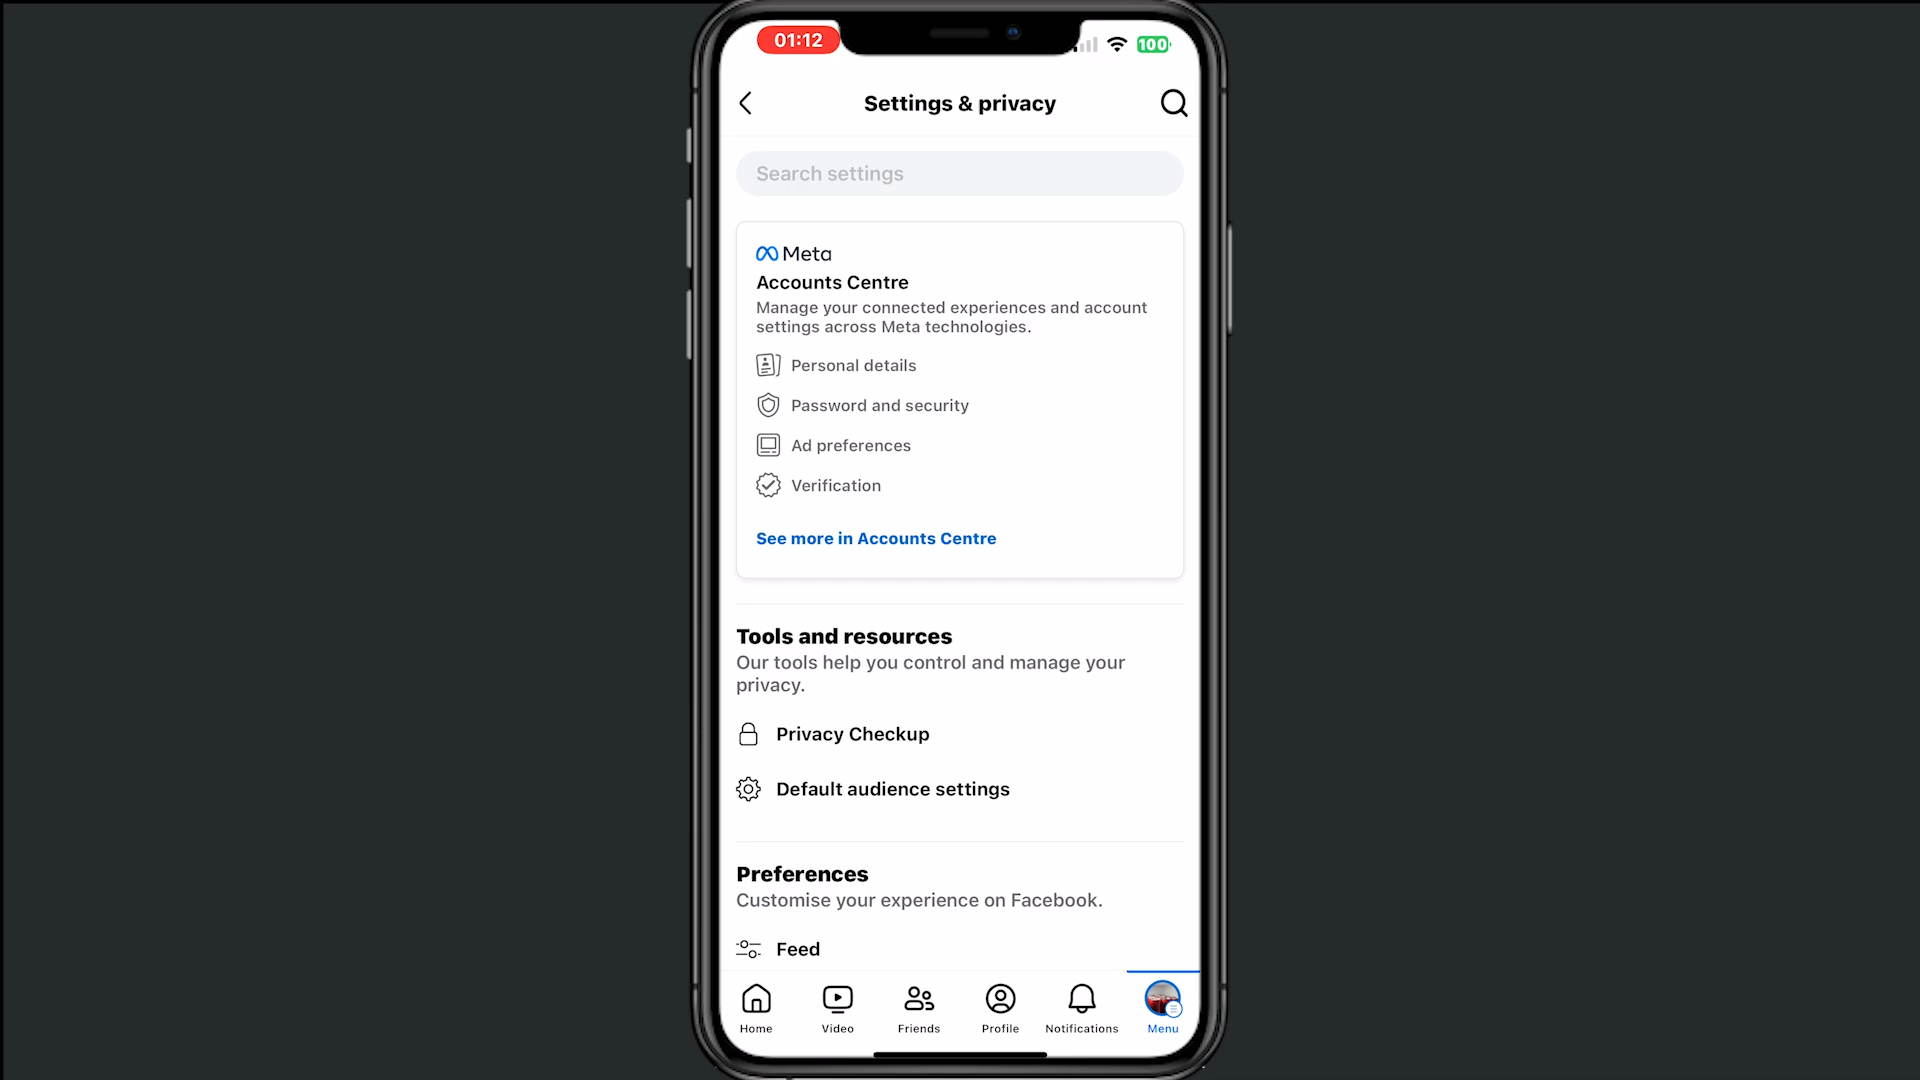 01:12
100
Settings & privacy
Search settings
Meta
Accounts Centre
Manage your connected experiences and account
settings across Meta technologies.
Personal details
Password and security
Ad preferences
Verification
See more in Accounts Centre
Tools and resources
Our tools help you control and manage your
privacy.
Privacy Checkup
Default audience settings
Preferences
Customise your experience on Facebook.
Feed
Home
Video
Friends
Profile
Notifications
Menu